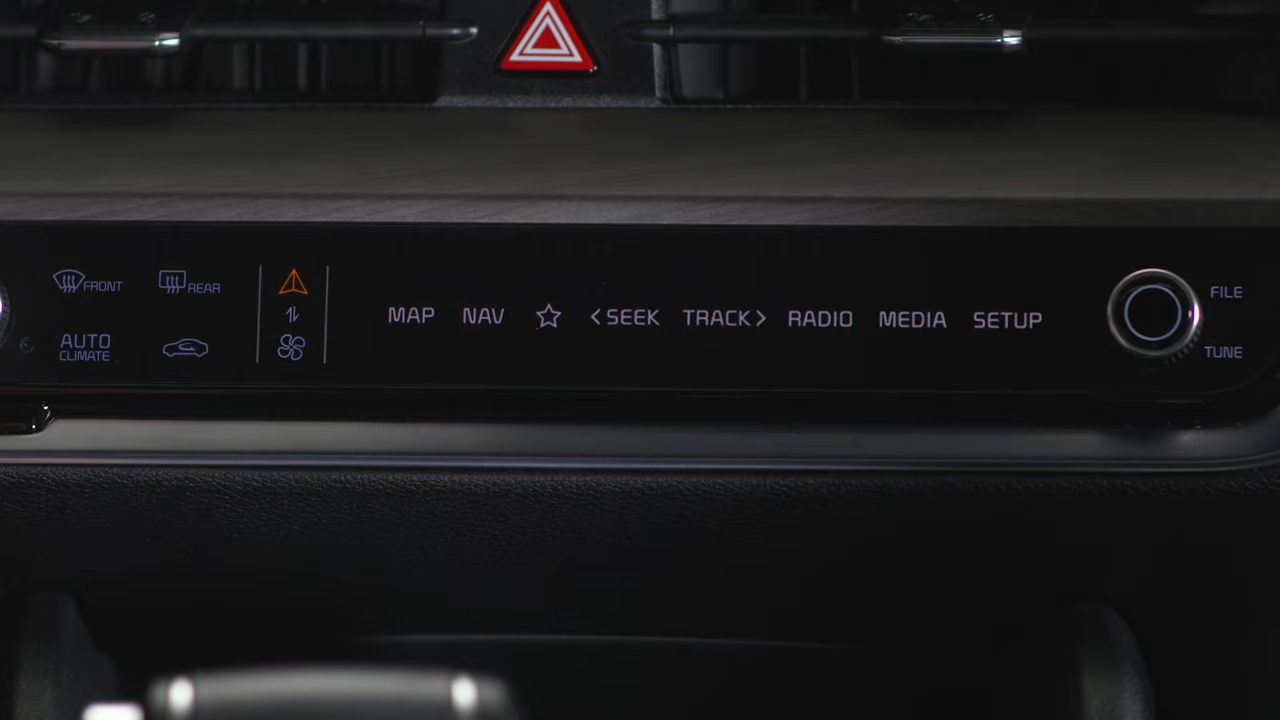 FRONT
REAR
AUTO
CLIMATE
MAP NAV <SEEK TRACK> RADIO MEDIA SETUP
FILE
TUNE